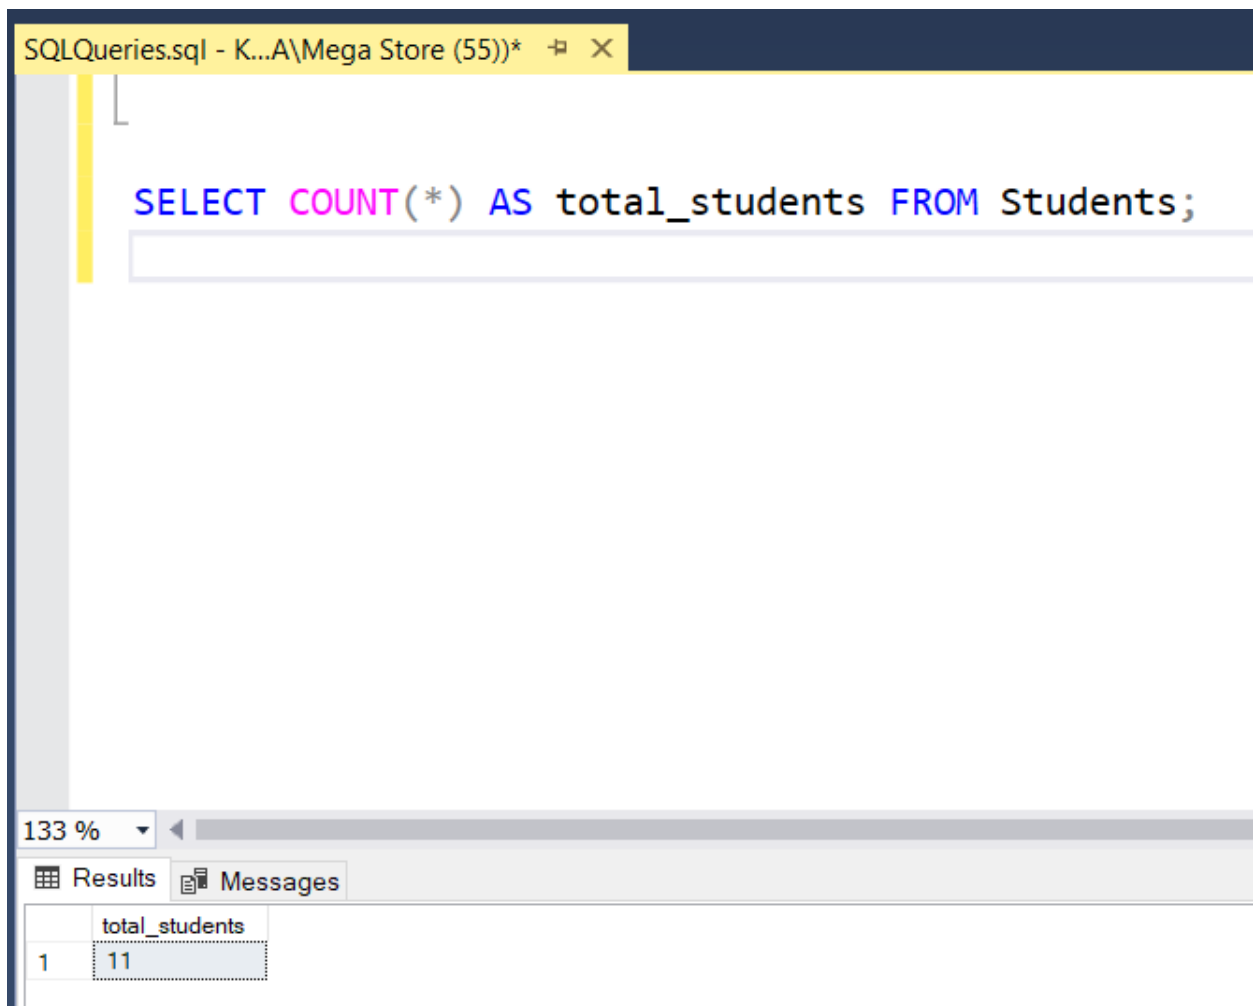 SQLQueries.sql - K...A\Mega Store (55))*
SELECT COUNT(*) AS total_students FROM Students;
133 %
Results Messages
total_students
1 11